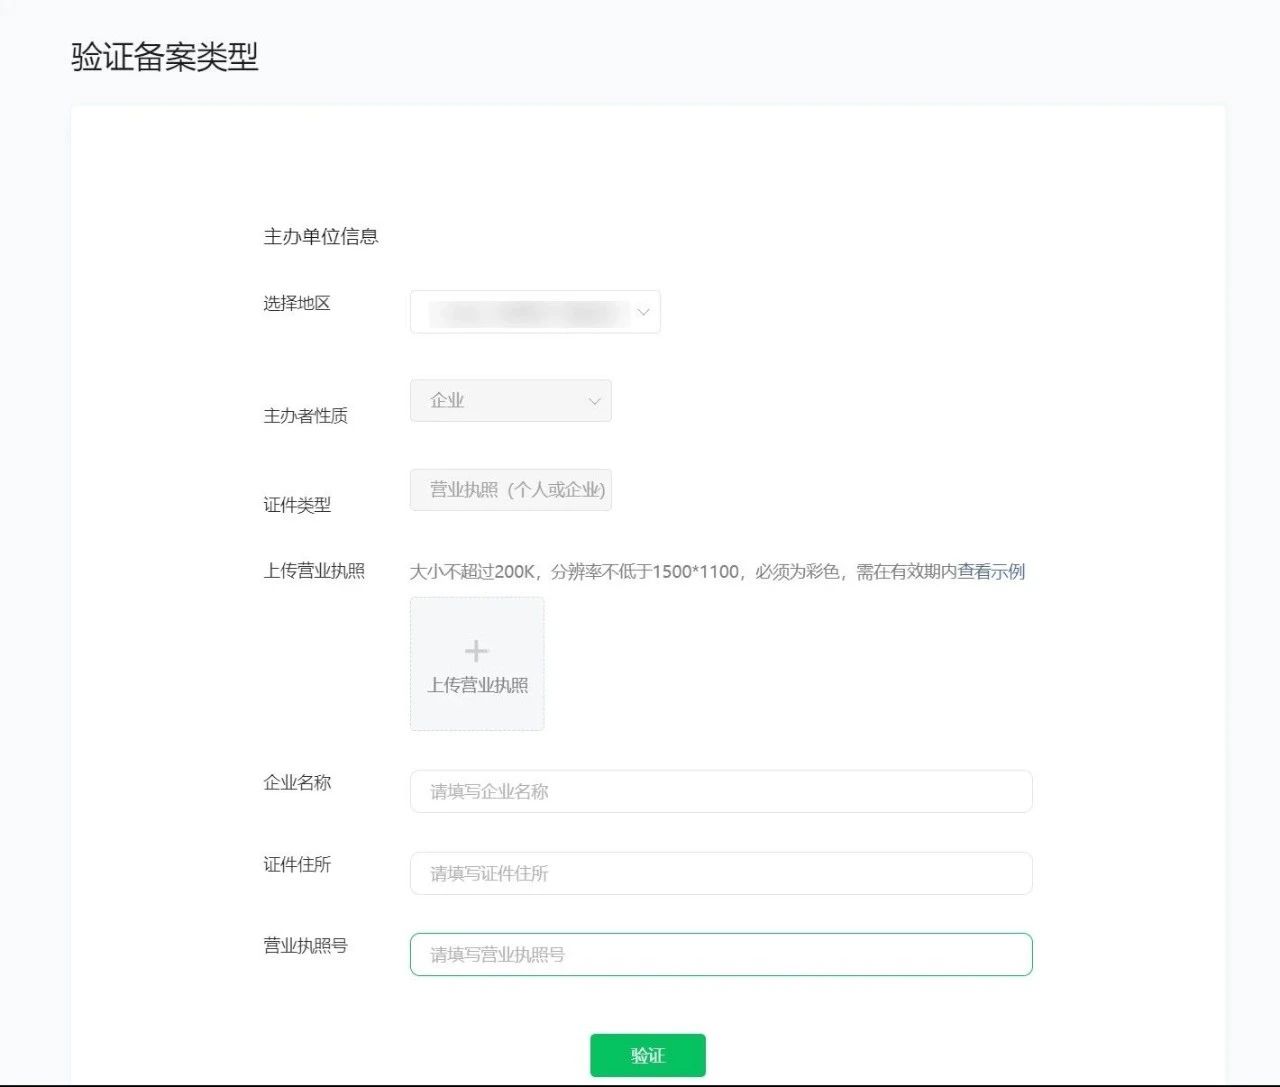 验证备案类型
主办单位信息
选择地区
主办者性质
企业
证件类型
营业执照（个人或企业)
上传营业执照
大小不超过200K，分辨率不低于1500*1100，必须为彩色，需在有效期内查看示例
上传营业执照
企业名称
请填写企业名称
证件住所
请填写证件住所
营业执照号
请填写营业执照号
验证